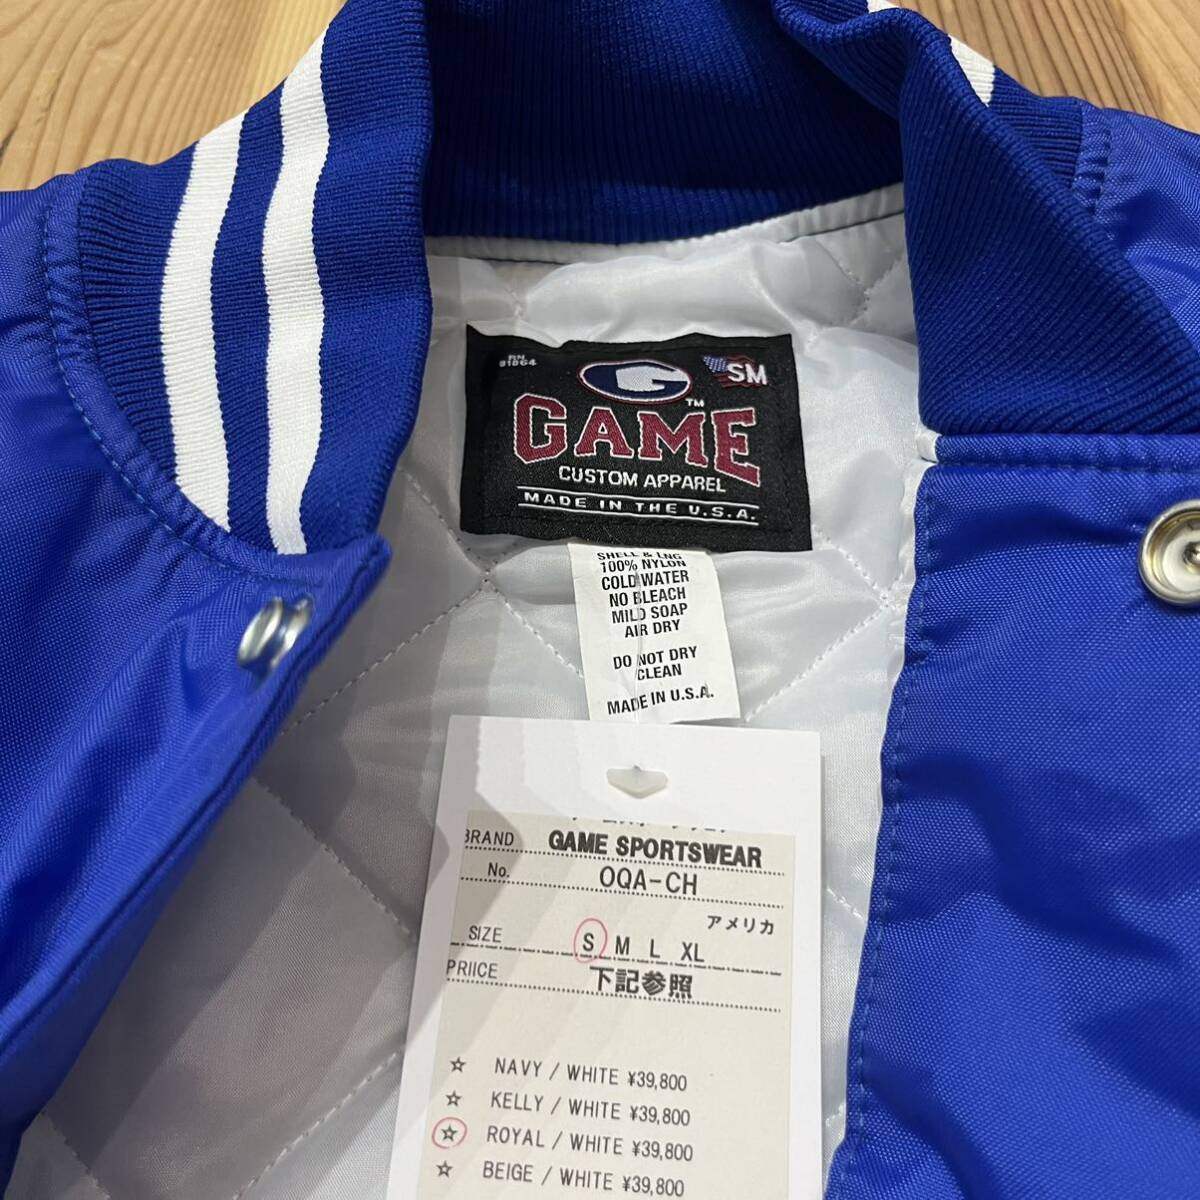 RN
91864
SM
G
GAME™
CUSTOM APPAREL
MADE IN THE U.S.A.
SHELL & LNG
100% NYLON
COLD WATER
NO BLEACH
MILD SOAP
AIR DRY
DO NOT DRY
CLEAN
MADE IN U.S.A.
BRAND GAME SPORTSWEAR
No. OQA-CH
アメリカ
SIZE S M L XL
PRIICE 下記参照
☆ NAVY / WHITE ¥39,800
☆ KELLY / WHITE ¥39,800
☆ ROYAL / WHITE ¥39,800
☆ BEIGE / WHITE ¥39,800